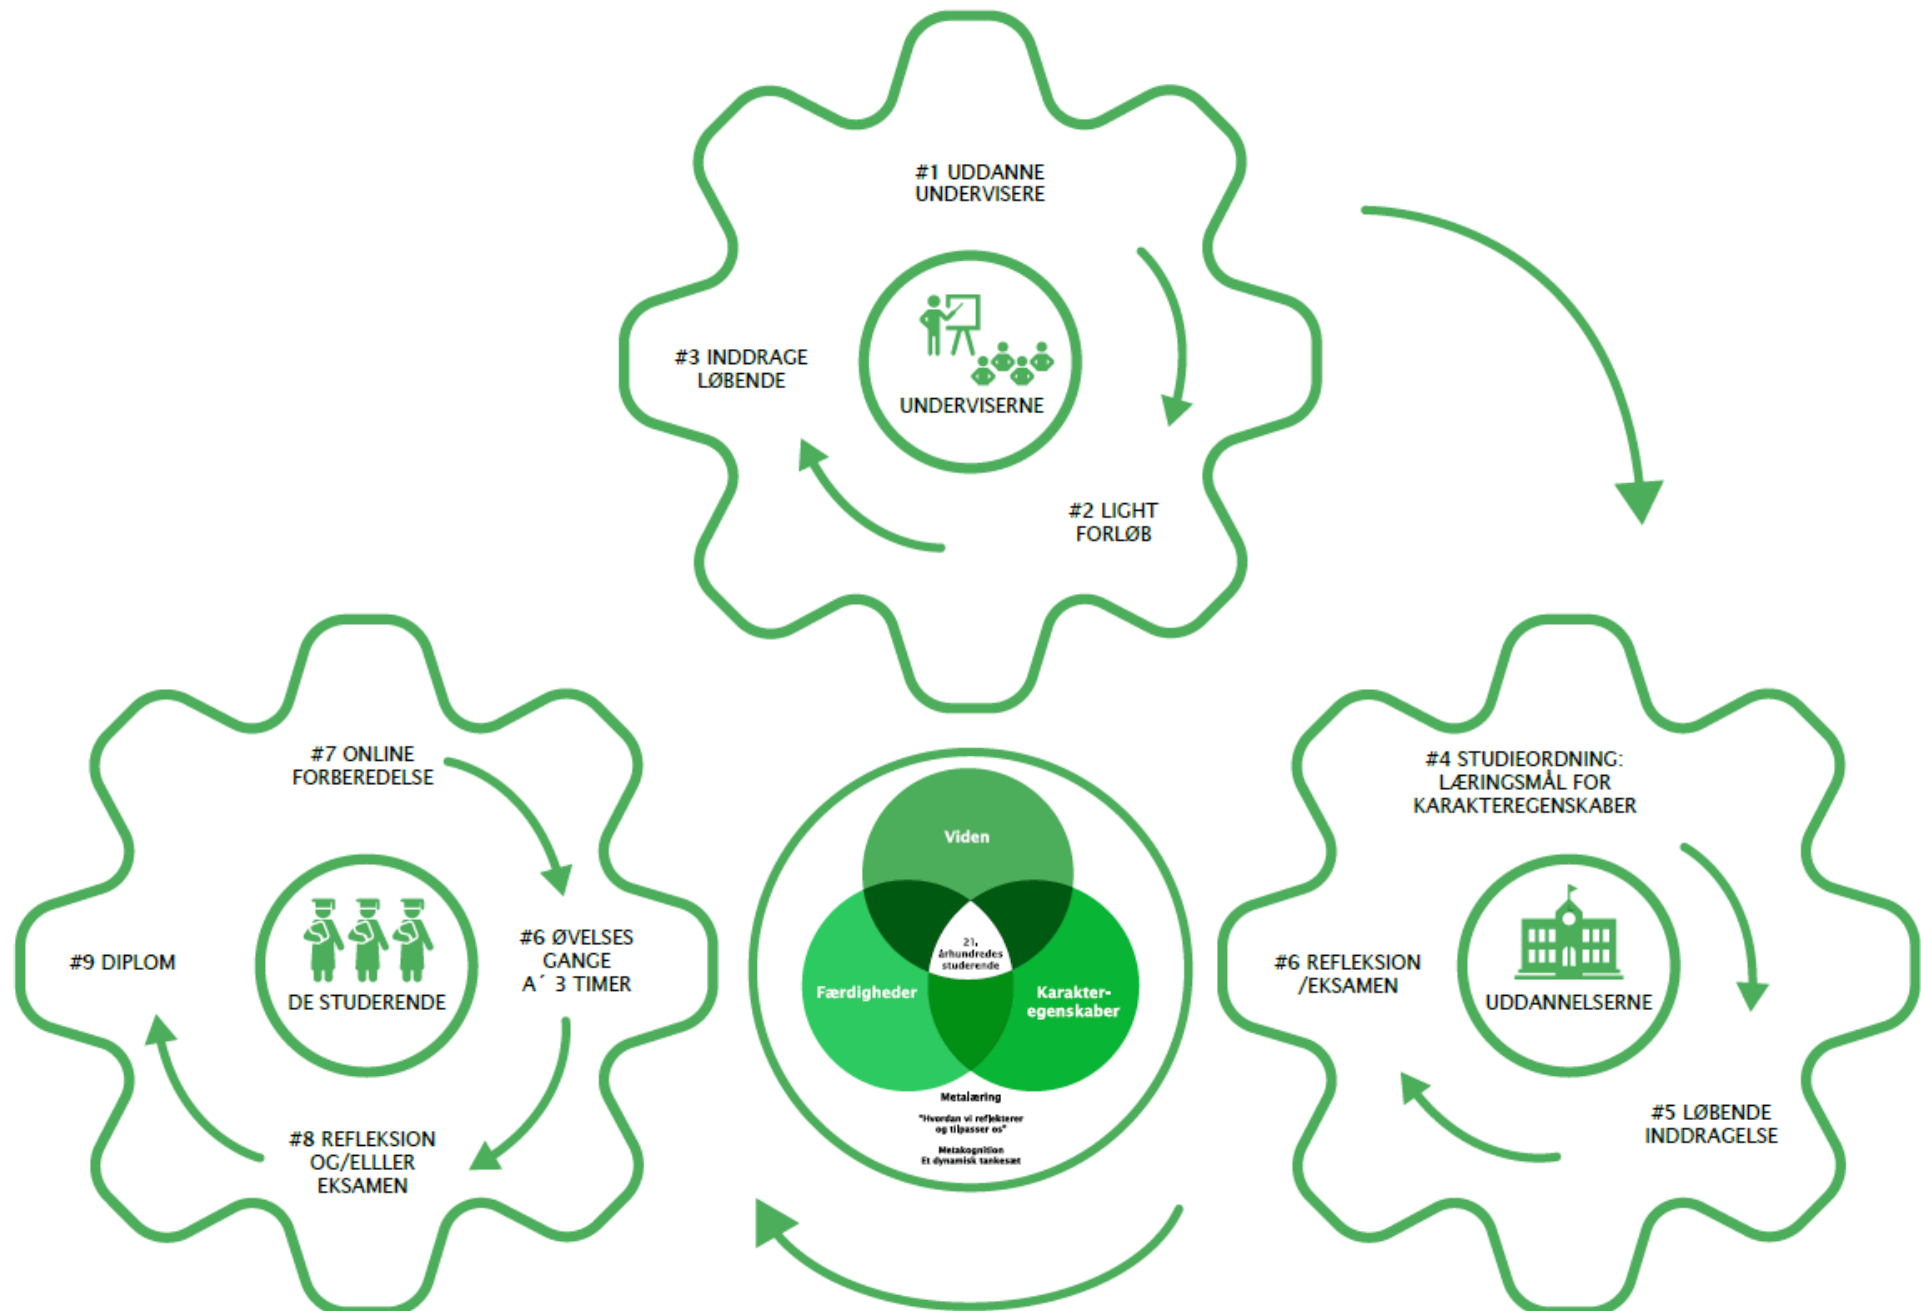 #1 UDDANNE
UNDERVISERE
#3 INDDRAGE
LØBENDE
UNDERVISERNE
#2 LIGHT
FORLØB
#7 ONLINE
FORBEREDELSE
#9 DIPLOM
DE STUDERENDE
#6 ØVELSES
GANGE
A´ 3 TIMER
#8 REFLEKSION
OG/ELLLER
EKSAMEN
Viden
21.
århundredes
studerende
Færdigheder
Karakter-
egenskaber
Metalæring
"Hvordan vi reflekterer
og tilpasser os"
Metakognition
Et dynamisk tankesæt
#4 STUDIEORDNING:
LÆRINGSMÅL FOR
KARAKTEREGENSKABER
#6 REFLEKSION
/EKSAMEN
UDDANNELSERNE
#5 LØBENDE
INDDRAGELSE